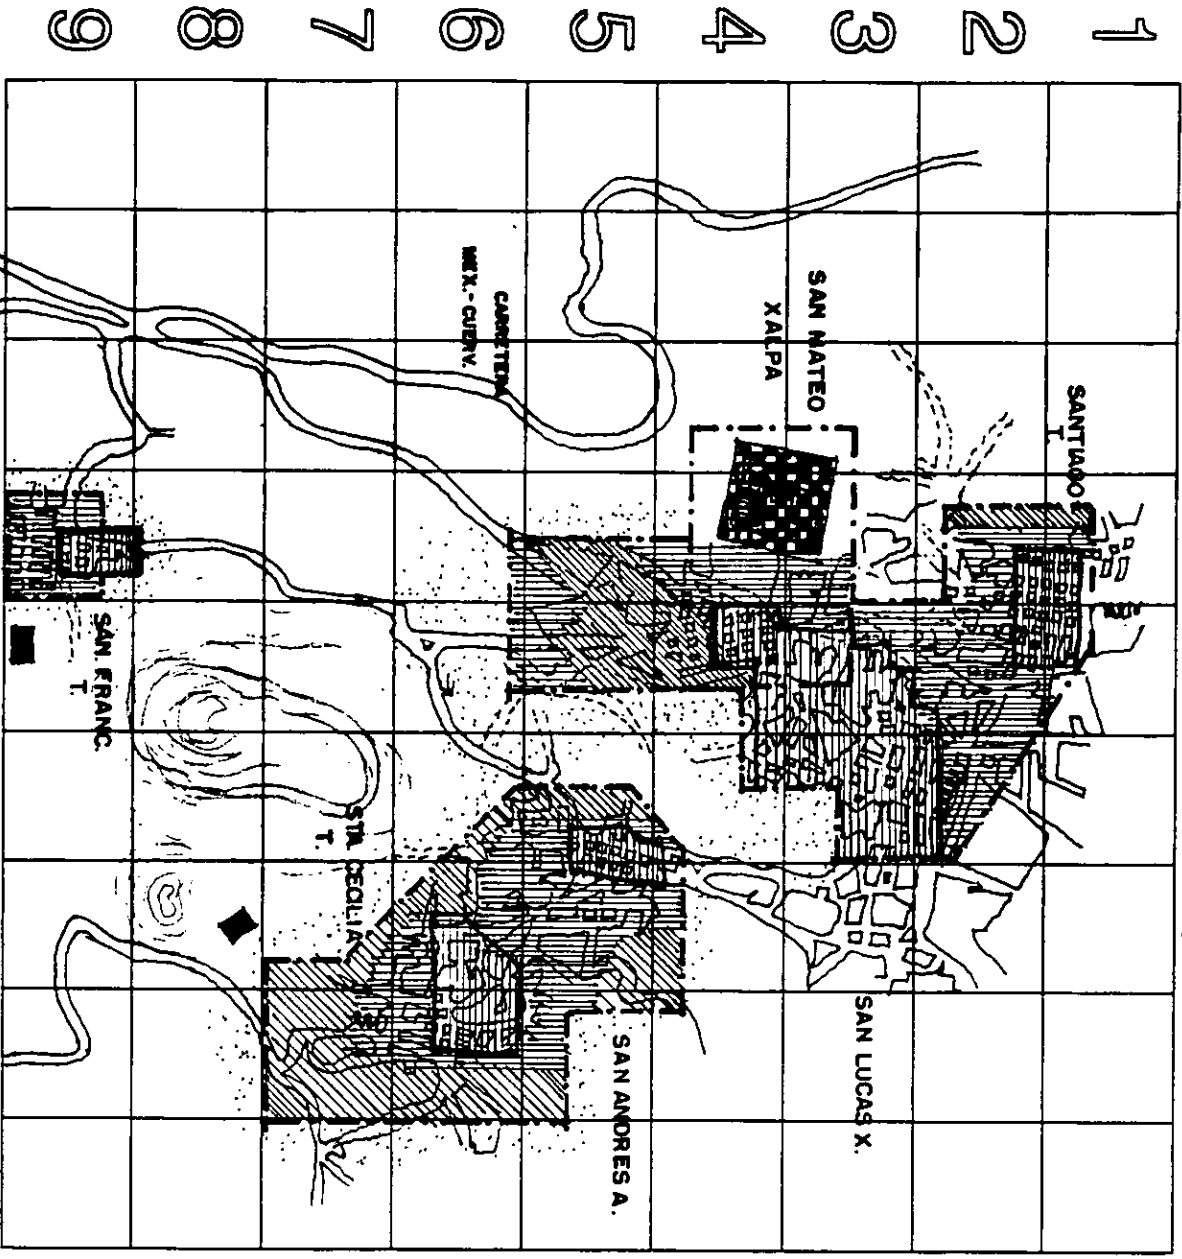 1
2
3
4
5
6
7
8
9
SANTIAGO
T.
SAN MATEO
XALPA
CARRETERA
MEX.-CUERV.
SAN LUCAS X.
SAN ANDRES A.
STA. CECILIA
T.
SAN. FRANC.
T.